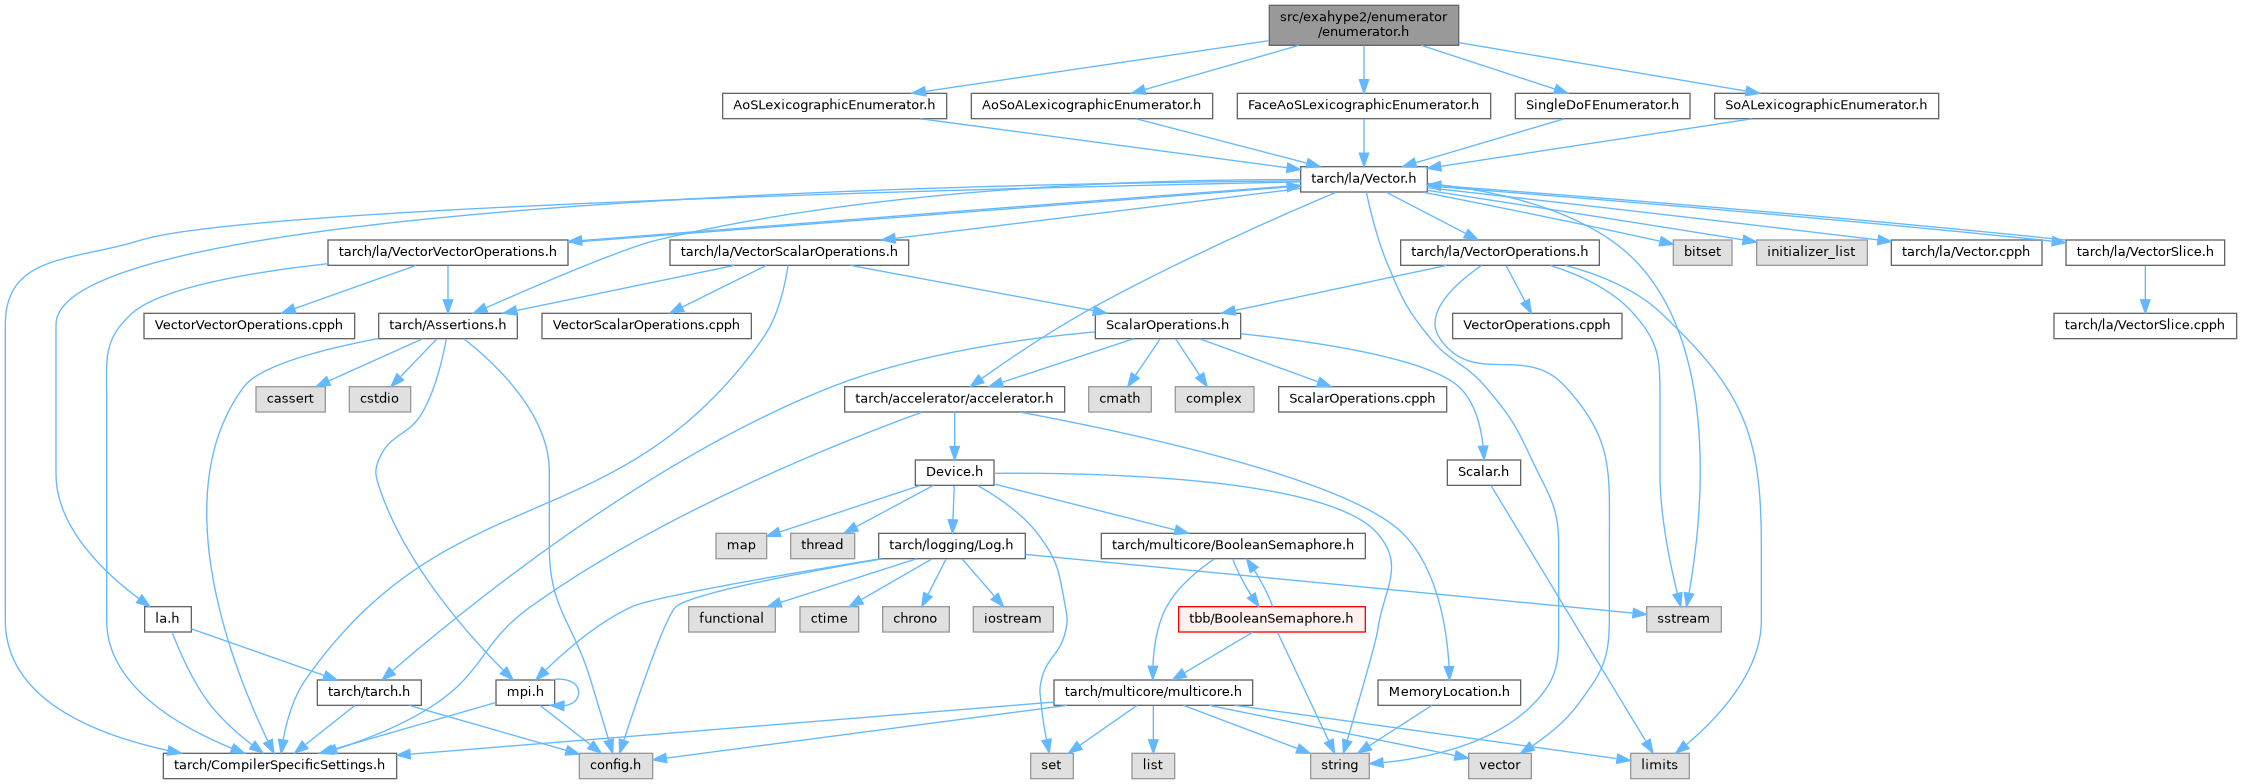 src/exahype2/enumerator
/enumerator.h
AoSLexicographicEnumerator.h
AoSoALexicographicEnumerator.h
FaceAoSLexicographicEnumerator.h
SingleDoFEnumerator.h
SoALexicographicEnumerator.h
tarch/la/Vector.h
tarch/la/VectorVectorOperations.h
tarch/la/VectorScalarOperations.h
tarch/la/VectorOperations.h
bitset
initializer_list
tarch/la/Vector.cpph
tarch/la/VectorSlice.h
VectorVectorOperations.cpph
tarch/Assertions.h
VectorScalarOperations.cpph
ScalarOperations.h
VectorOperations.cpph
tarch/la/VectorSlice.cpph
cassert
cstdio
tarch/accelerator/accelerator.h
cmath
complex
ScalarOperations.cpph
Device.h
Scalar.h
map
thread
tarch/logging/Log.h
tarch/multicore/BooleanSemaphore.h
la.h
functional
ctime
chrono
iostream
tbb/BooleanSemaphore.h
sstream
tarch/tarch.h
mpi.h
tarch/multicore/multicore.h
MemoryLocation.h
tarch/CompilerSpecificSettings.h
config.h
set
list
string
vector
limits